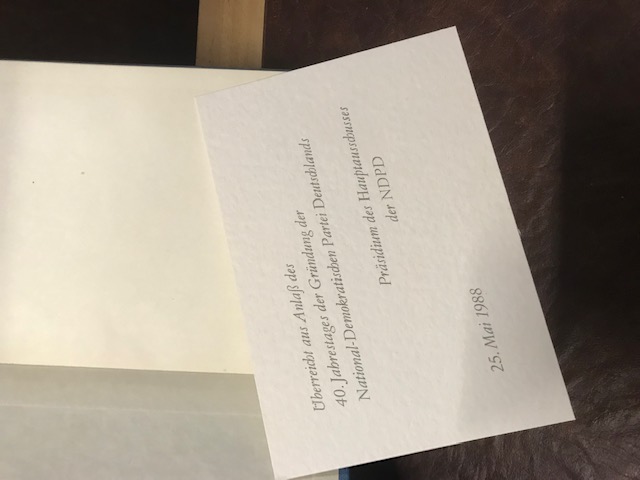 Überreicht aus Anlaß des
40. Jahrestages der Gründung der
National-Demokratischen Partei Deutschlands
Präsidium des Hauptausschusses
der NDPD
25. Mai 1988